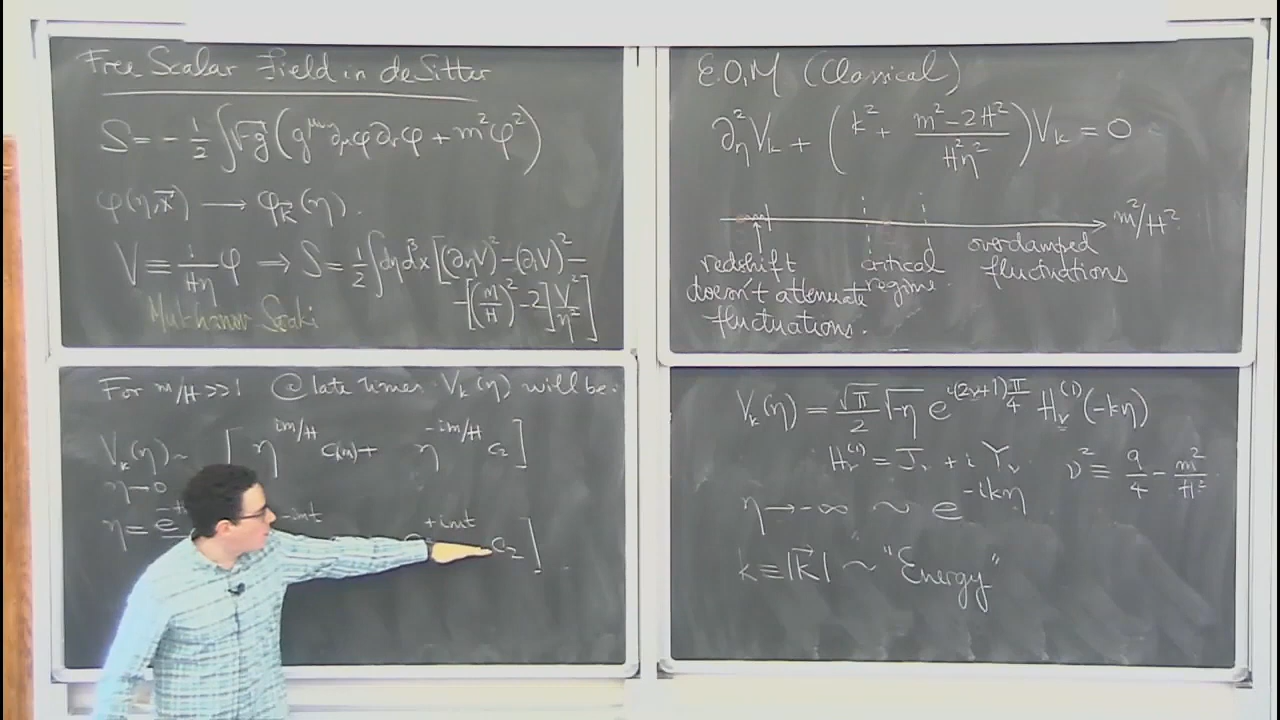 Free Scalar Field in de Sitter
S = -1/2 ∫√-g (g^{μν} ∂_μφ ∂_νφ + m²φ²)
φ(η,x⃗) → φ_k⃗(η).
V ≡ 1/(Hη) φ ⇒ S = 1/2 ∫dηd³x [(∂_ηV)² - (∂_iV)² -
- [(m/H)² - 2] V²/η²]
Mukhanov-Sasaki
E.O.M (Classical)
∂²_η V_k + (k² + (m² - 2H²)/(H²η²)) V_k = 0
m²/H²
redshift doesn't attenuate fluctuations.
critical regime.
overdamped fluctuations
For m/H >> 1 @ late times V_k(η) will be:
V_k(η) ~ [η^{im/H} c₁ + η^{-im/H} c₂]
η→0
η = e^{-t
-imt
+imt c₂]
V_k(η) = √π/2 √-η e^{i(2ν+1)π/4} H_ν^{(1)}(-kη)
H_ν^{(1)} = J_ν + i Y_ν ν² ≡ 9/4 - m²/H²
η → -∞ ~ e^{-ikη}
k ≡ |k⃗| ~ "Energy"